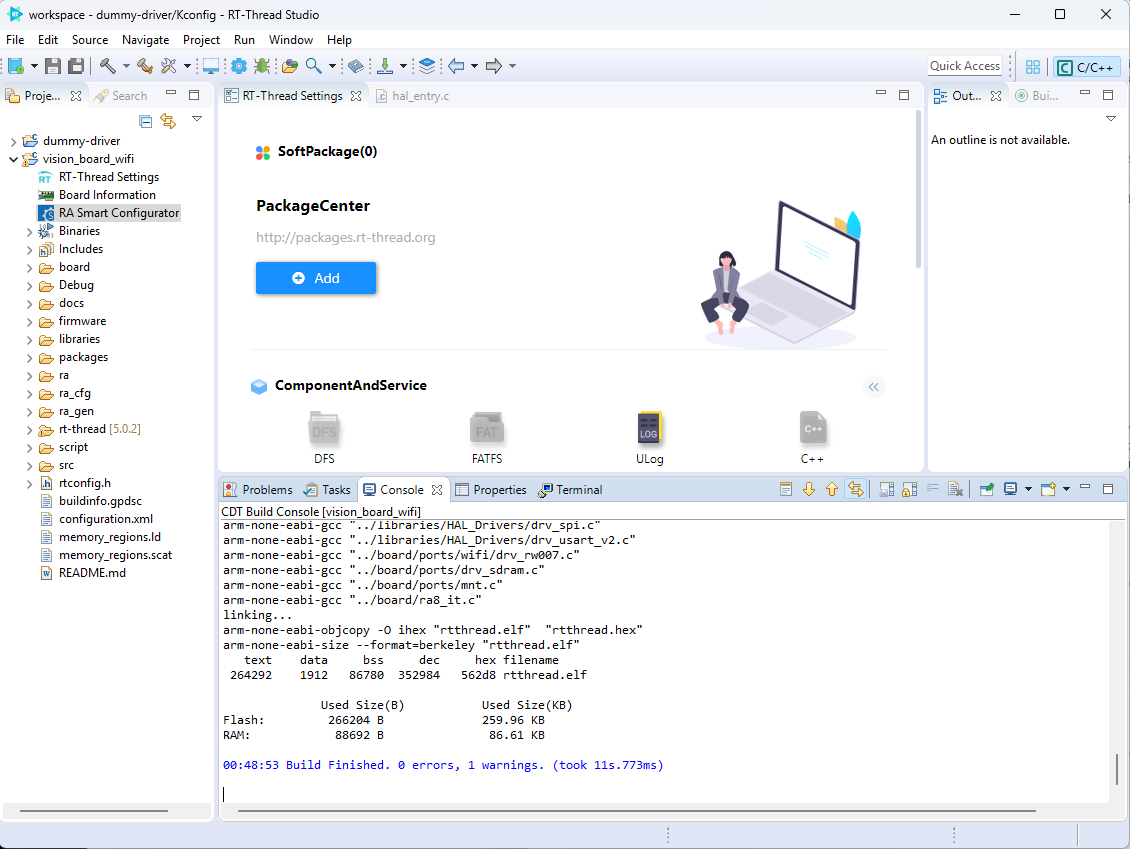 workspace - dummy-driver/Kconfig - RT-Thread Studio
File Edit Source Navigate Project Run Window Help
Quick Access
C/C++
Proje...
Search
dummy-driver
vision_board_wifi
RT-Thread Settings
Board Information
RA Smart Configurator
Binaries
Includes
board
Debug
docs
firmware
libraries
packages
ra
ra_cfg
ra_gen
rt-thread [5.0.2]
script
src
rtconfig.h
buildinfo.gpdsc
configuration.xml
memory_regions.ld
memory_regions.scat
README.md
RT-Thread Settings
hal_entry.c
SoftPackage(0)
PackageCenter
http://packages.rt-thread.org
Add
ComponentAndService
DFS
FAT
LOG
C++
DFS
FATFS
ULog
C++
Out...
Bui...
An outline is not available.
Problems Tasks Console Properties Terminal
CDT Build Console [vision_board_wifi]
arm-none-eabi-gcc "../libraries/HAL_Drivers/drv_spi.c"
arm-none-eabi-gcc "../libraries/HAL_Drivers/drv_usart_v2.c"
arm-none-eabi-gcc "../board/ports/wifi/drv_rw007.c"
arm-none-eabi-gcc "../board/ports/drv_sdram.c"
arm-none-eabi-gcc "../board/ports/mnt.c"
arm-none-eabi-gcc "../board/ra8_it.c"
linking...
arm-none-eabi-objcopy -O ihex "rtthread.elf" "rtthread.hex"
arm-none-eabi-size --format=berkeley "rtthread.elf"
text data bss dec hex filename
264292 1912 86780 352984 562d8 rtthread.elf
Used Size(B) Used Size(KB)
Flash: 266204 B 259.96 KB
RAM: 88692 B 86.61 KB
00:48:53 Build Finished. 0 errors, 1 warnings. (took 11s.773ms)